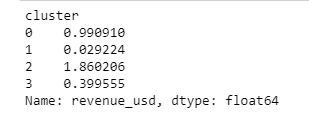 cluster
0    0.990910
1    0.029224
2    1.860206
3    0.399555
Name: revenue_usd, dtype: float64